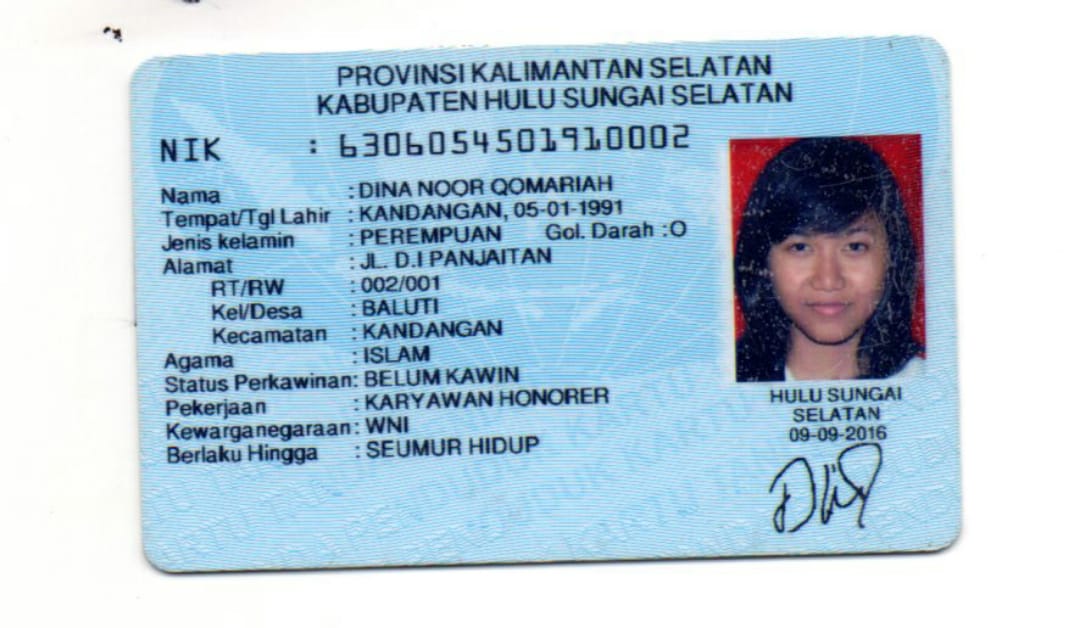 PROVINSI KALIMANTAN SELATAN
KABUPATEN HULU SUNGAI SELATAN
NIK : 6306054501910002
Nama : DINA NOOR QOMARIAH
Tempat/Tgl Lahir : KANDANGAN, 05-01-1991
Jenis kelamin : PEREMPUAN Gol. Darah :O
Alamat : JL. D.I PANJAITAN
RT/RW : 002/001
Kel/Desa : BALUTI
Kecamatan : KANDANGAN
Agama : ISLAM
Status Perkawinan: BELUM KAWIN
Pekerjaan : KARYAWAN HONORER
Kewarganegaraan: WNI
Berlaku Hingga : SEUMUR HIDUP
HULU SUNGAI
SELATAN
09-09-2016